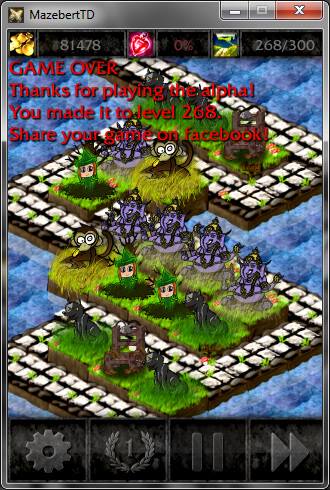 MazebertTD
81478
0%
268/300
GAME OVER
Thanks for playing the alpha!
You made it to level 268.
Share your game on facebook!
1